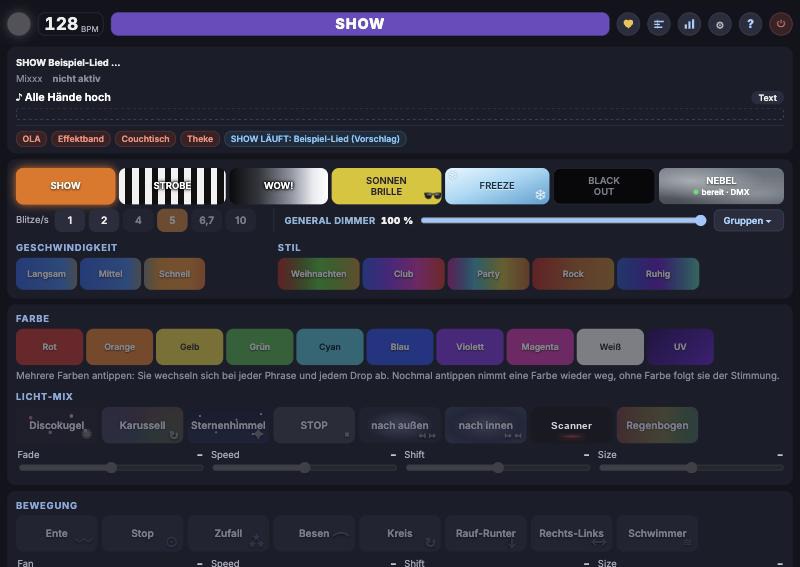 128 BPM SHOW ?
SHOW Beispiel-Lied ...
Mixxx nicht aktiv
♪ Alle Hände hoch Text
OLA Effektband Couchtisch Theke SHOW LÄUFT: Beispiel-Lied (Vorschlag)
SHOW STROBE WOW! SONNEN BRILLE FREEZE BLACK OUT NEBEL bereit · DMX
Blitze/s 1 2 4 5 6,7 10 GENERAL DIMMER 100 % Gruppen
GESCHWINDIGKEIT STIL
Langsam Mittel Schnell Weihnachten Club Party Rock Ruhig
FARBE
Rot Orange Gelb Grün Cyan Blau Violett Magenta Weiß UV
Mehrere Farben antippen: Sie wechseln sich bei jeder Phrase und jedem Drop ab. Nochmal antippen nimmt eine Farbe wieder weg, ohne Farbe folgt sie der Stimmung.
LICHT-MIX
Discokugel Karussell Sternenhimmel STOP nach außen nach innen Scanner Regenbogen
Fade – Speed – Shift – Size –
BEWEGUNG
Ente Stop Zufall Besen Kreis Rauf-Runter Rechts-Links Schwimmer
Fan – Speed – Shift – Size –